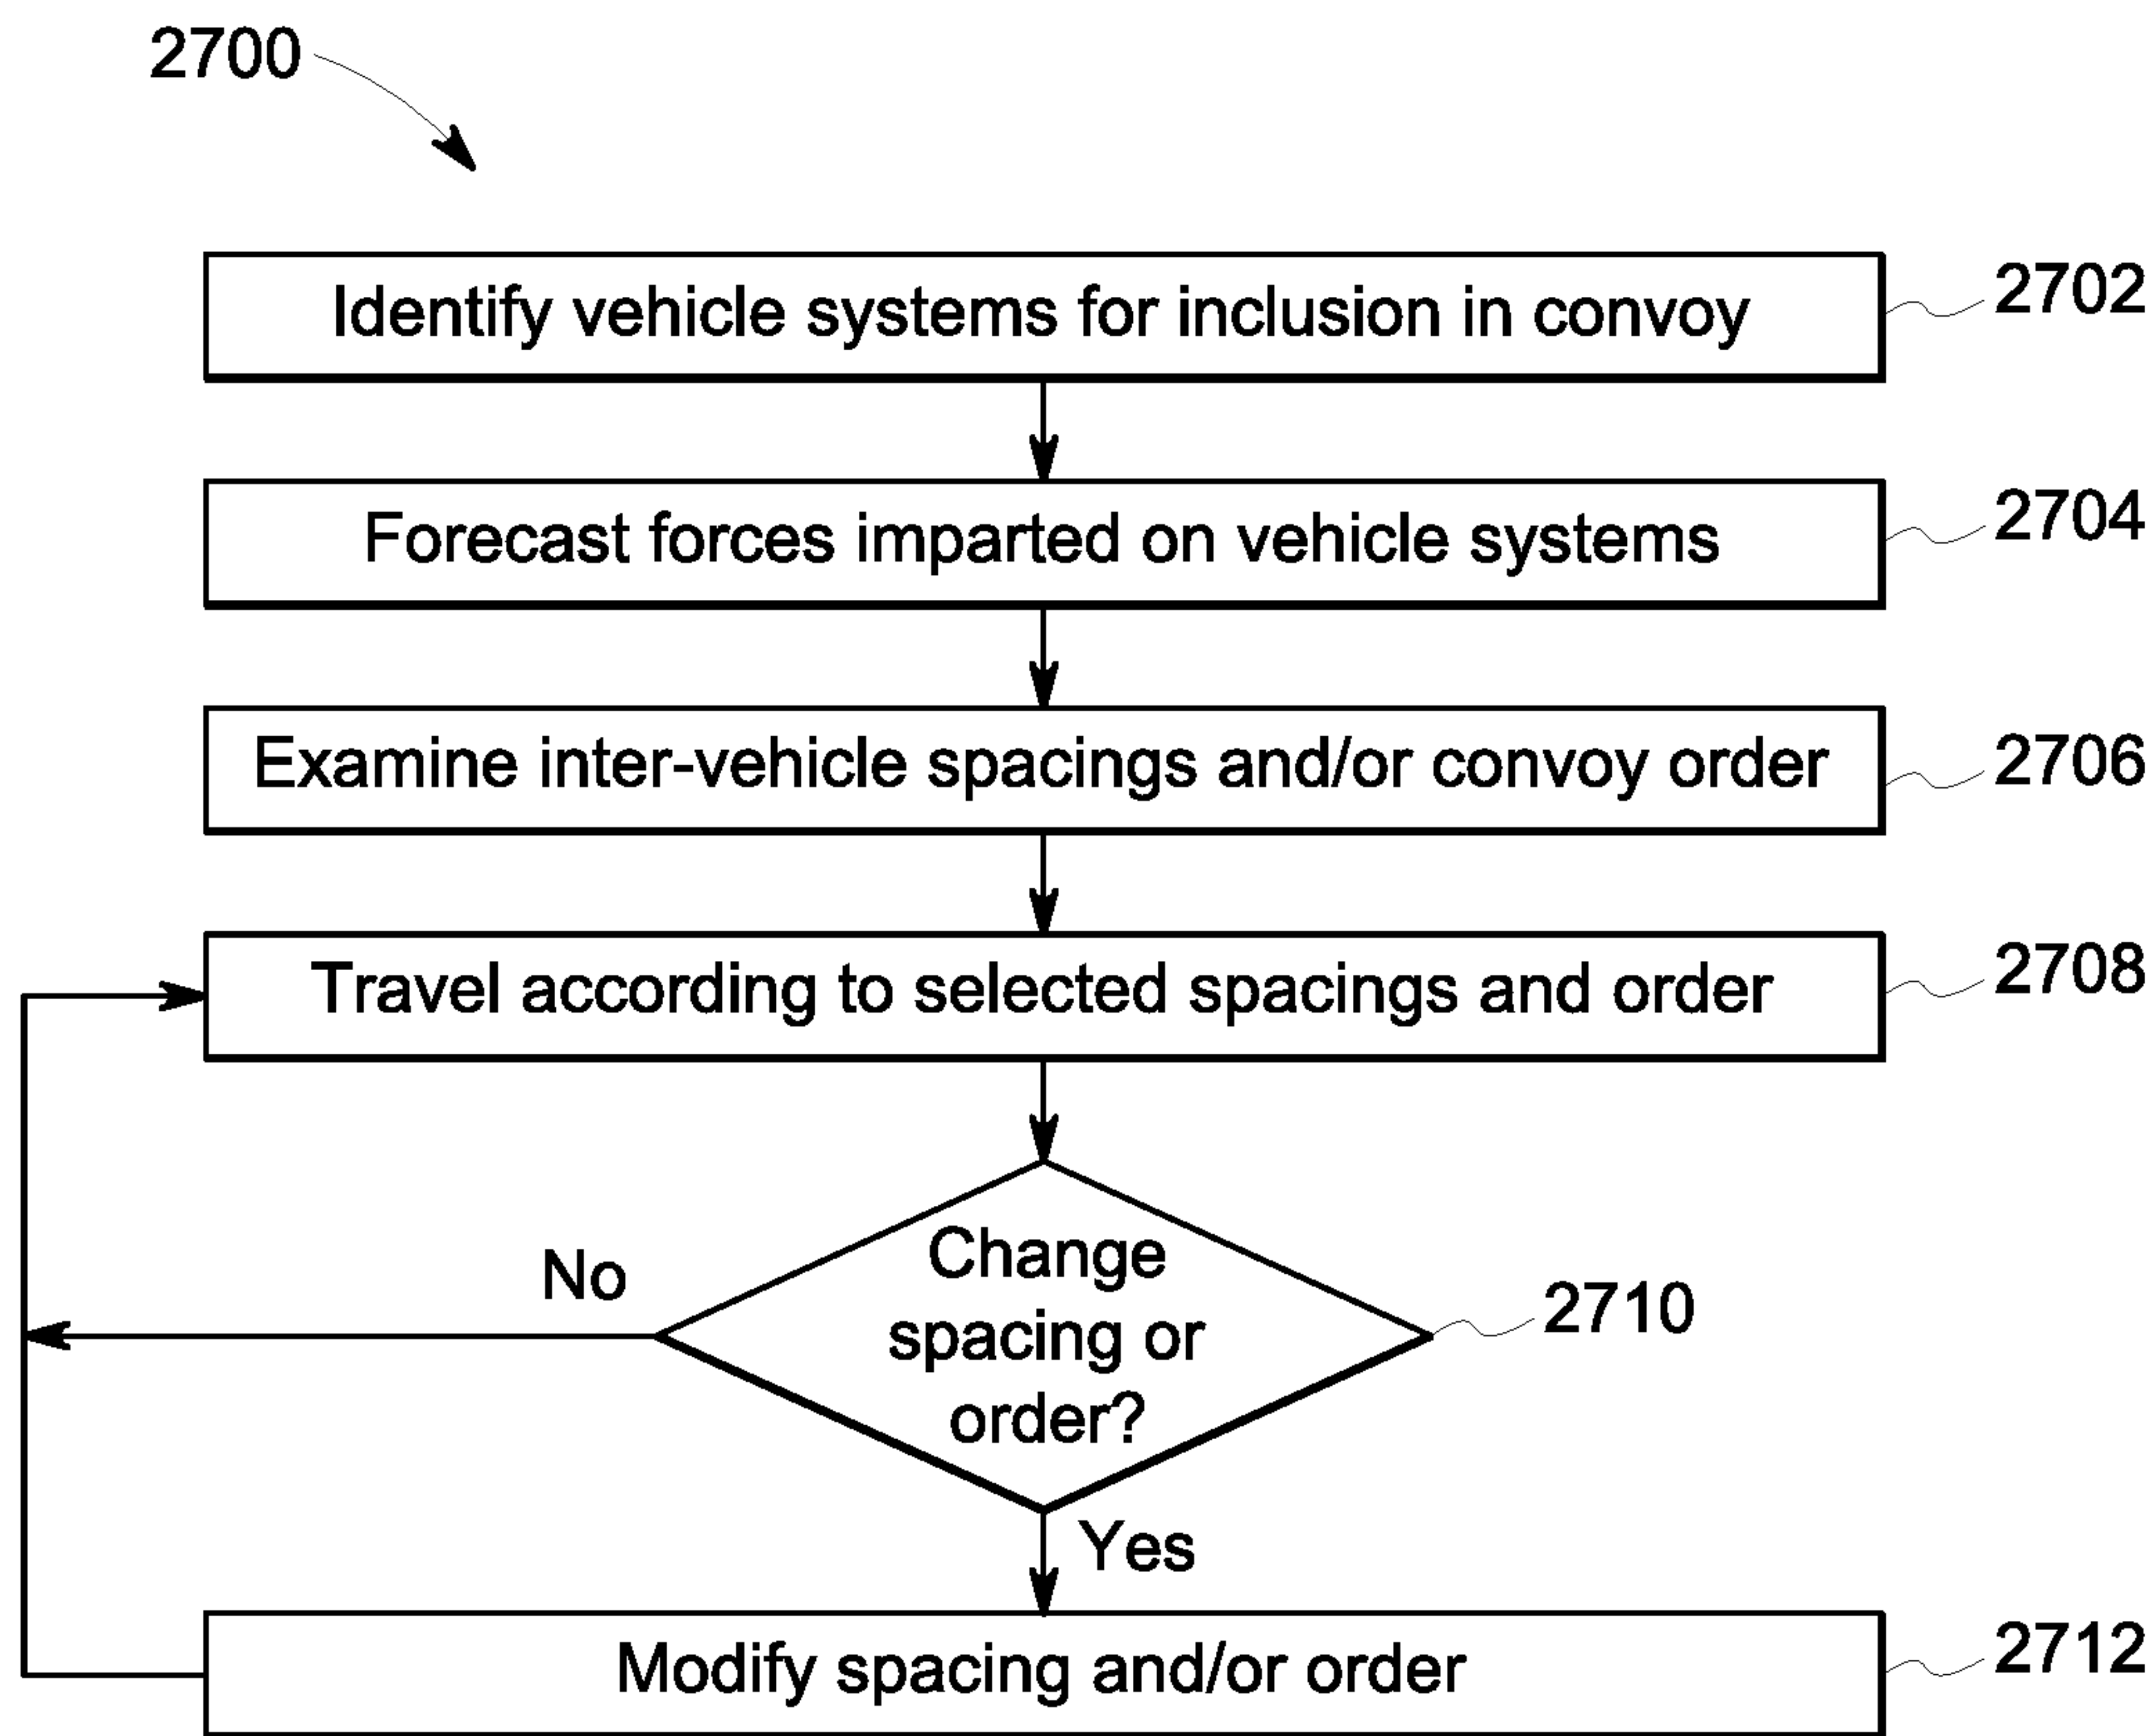 2700
Identify vehicle systems for inclusion in convoy
2702
Forecast forces imparted on vehicle systems
2704
Examine inter-vehicle spacings and/or convoy order
2706
Travel according to selected spacings and order
2708
Change
spacing or
order?
No
2710
Yes
Modify spacing and/or order
2712